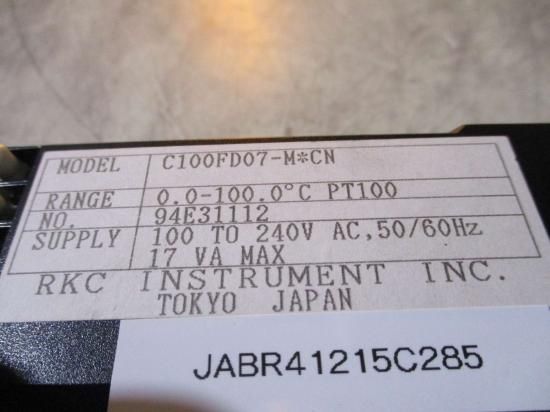 MODEL C100FD07-M*CN
RANGE 0.0-100.0°C PT100
NO. 94E31112
SUPPLY 100 TO 240V AC,50/60Hz
17 VA MAX
RKC INSTRUMENT INC.
TOKYO JAPAN
JABR41215C285